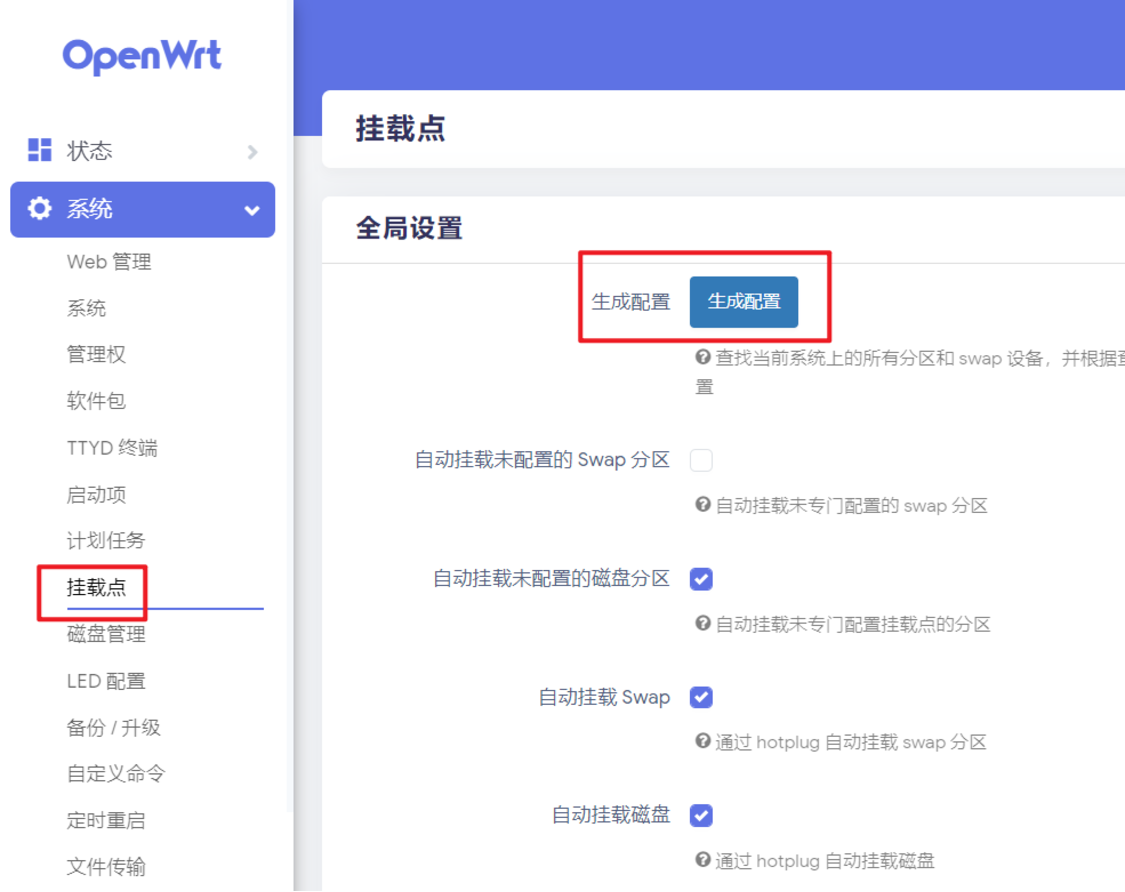 OpenWrt
状态
系统
Web 管理
系统
管理权
软件包
TTYD 终端
启动项
计划任务
挂载点
磁盘管理
LED 配置
备份 / 升级
自定义命令
定时重启
文件传输
挂载点
全局设置
生成配置 生成配置
查找当前系统上的所有分区和 swap 设备，并根据
置
自动挂载未配置的 Swap 分区
自动挂载未专门配置的 swap 分区
自动挂载未配置的磁盘分区
自动挂载未专门配置挂载点的分区
自动挂载 Swap
通过 hotplug 自动挂载 swap 分区
自动挂载磁盘
通过 hotplug 自动挂载磁盘